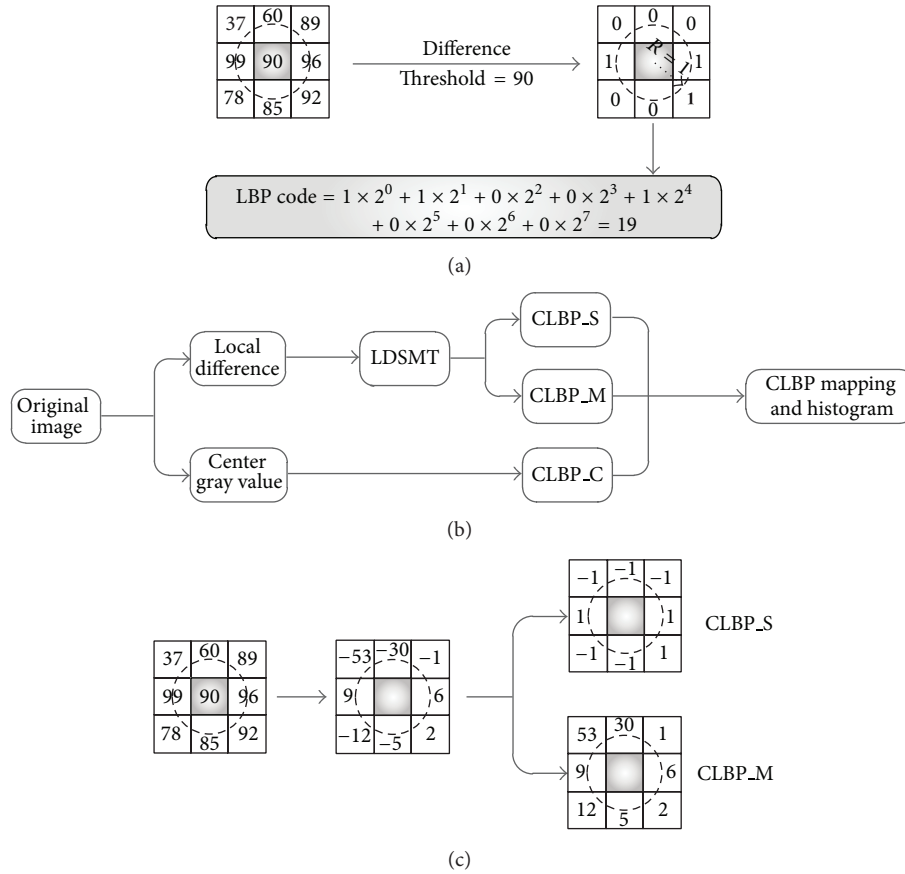 37 60 89
99 90 96
78 85 92
Difference
Threshold = 90
0 0 0
1 R = 1 1
0 0 1
LBP code = 1 × 2^0 + 1 × 2^1 + 0 × 2^2 + 0 × 2^3 + 1 × 2^4
+ 0 × 2^5 + 0 × 2^6 + 0 × 2^7 = 19
(a)
Original
image
Local
difference
LDSMT
CLBP_S
CLBP_M
Center
gray value
CLBP_C
CLBP mapping
and histogram
(b)
37 60 89
99 90 96
78 85 92
−53 −30 −1
9 6
−12 −5 2
−1 −1 −1
1 1
−1 −1 1
CLBP_S
53 30 1
9 6
12 5 2
CLBP_M
(c)